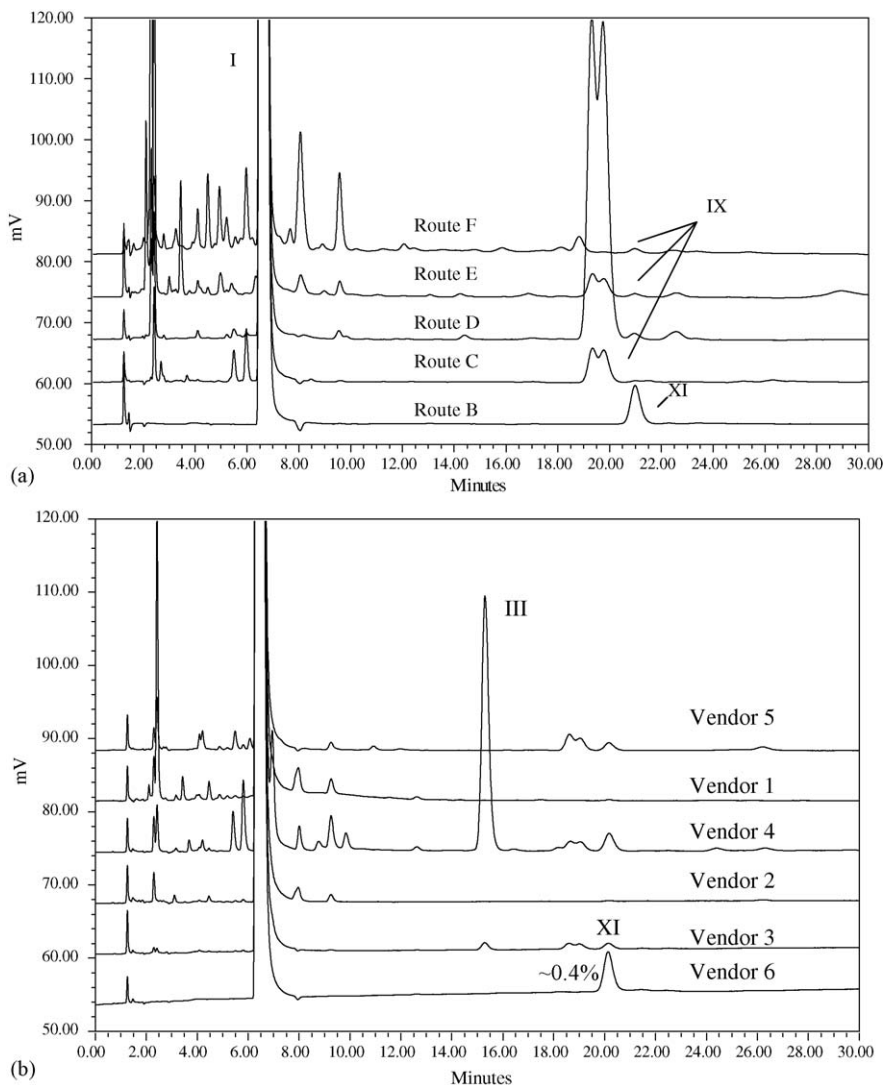 120.00
I
110.00
100.00
90.00
IX
Route F
80.00
Route E
70.00
Route D
Route C
60.00
XI
Route B
50.00
mV
0.00 2.00 4.00 6.00 8.00 10.00 12.00 14.00 16.00 18.00 20.00 22.00 24.00 26.00 28.00 30.00
(a)
Minutes
120.00
110.00
III
100.00
Vendor 5
90.00
Vendor 1
80.00
Vendor 4
70.00
Vendor 2
XI
Vendor 3
60.00
~0.4%
Vendor 6
50.00
mV
0.00 2.00 4.00 6.00 8.00 10.00 12.00 14.00 16.00 18.00 20.00 22.00 24.00 26.00 28.00 30.00
(b)
Minutes